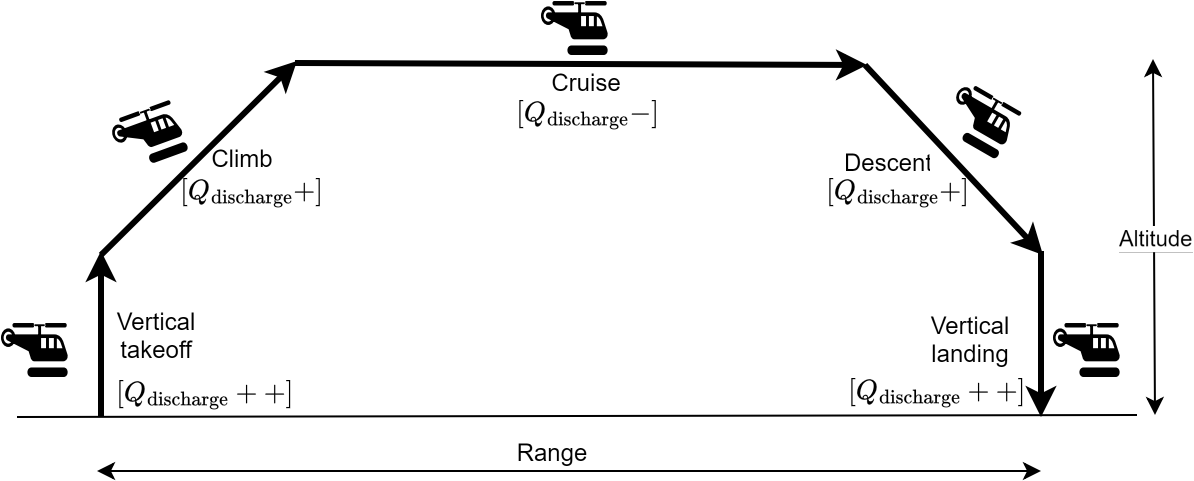 Cruise
[Q_discharge −]
Climb
[Q_discharge +]
Descent
[Q_discharge +]
Altitude
Vertical
takeoff
[Q_discharge + +]
Vertical
landing
[Q_discharge + +]
Range